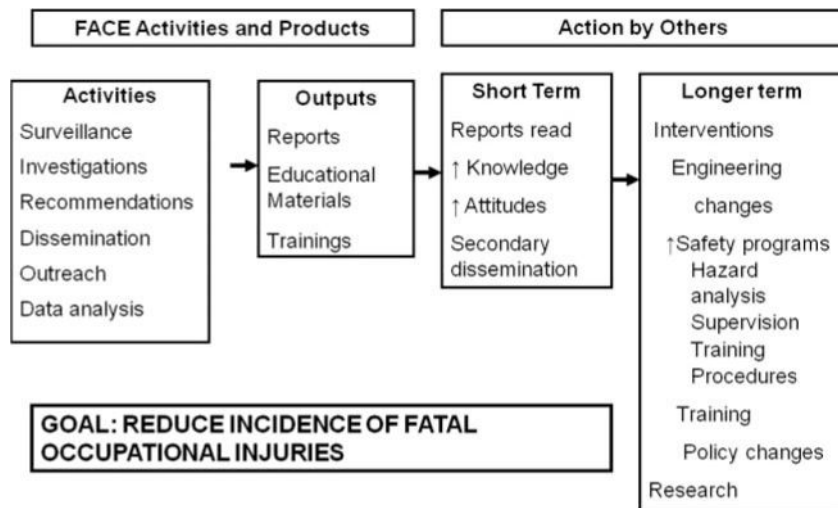 FACE Activities and Products
Action by Others
Activities
Surveillance
Investigations
Recommendations
Dissemination
Outreach
Data analysis
Outputs
Reports
Educational
Materials
Trainings
Short Term
Reports read
↑ Knowledge
↑ Attitudes
Secondary
dissemination
Longer term
Interventions
Engineering
changes
↑Safety programs
Hazard
analysis
Supervision
Training
Procedures
Training
Policy changes
Research
GOAL: REDUCE INCIDENCE OF FATAL
OCCUPATIONAL INJURIES